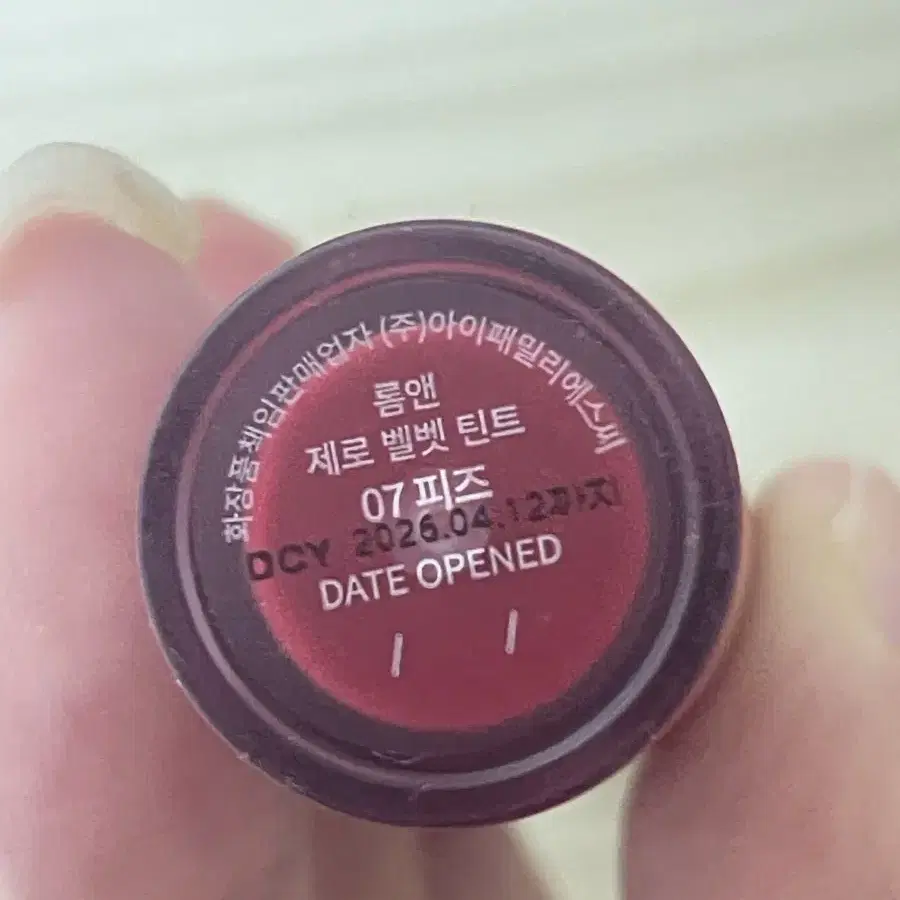 화장품책임판매업자 (주)아이패밀리에스씨
롬앤
제로 벨벳 틴트
07 피즈
DCY 2026.04.12까지
DATE OPENED
/ /